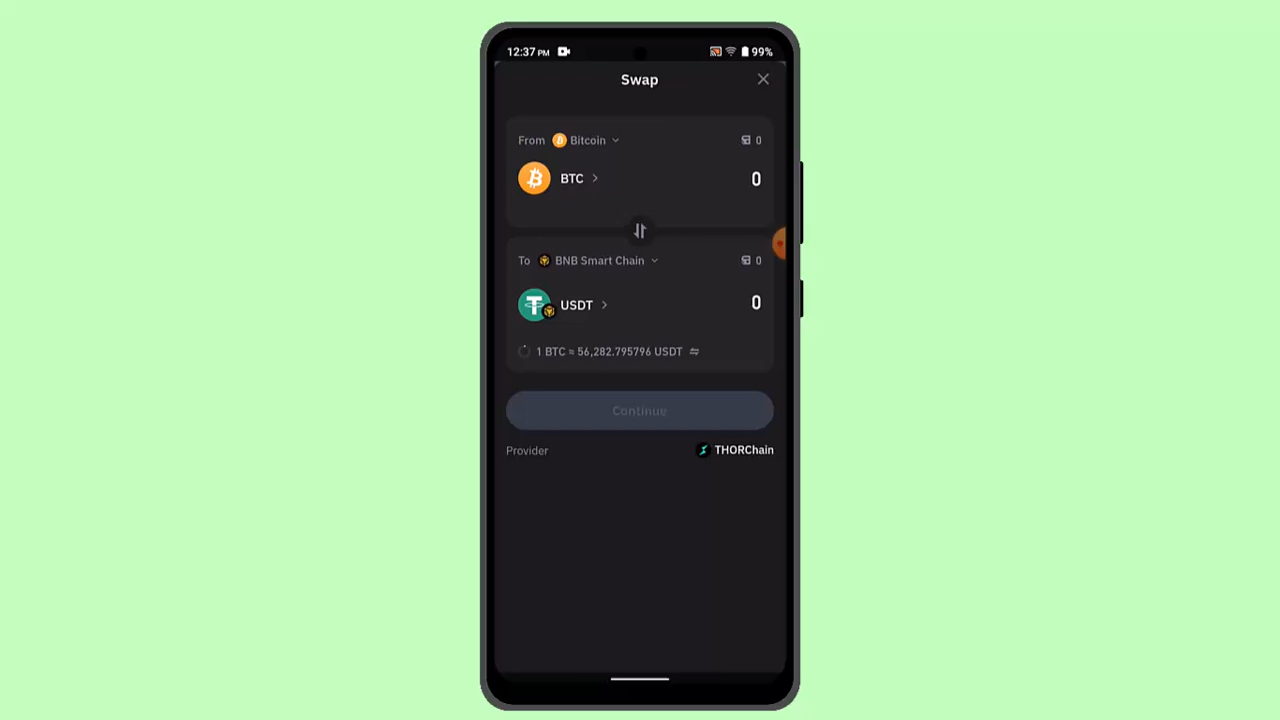 12:37 PM 99%
Swap
From Bitcoin 0
BTC 0
To BNB Smart Chain 0
USDT 0
1 BTC ≈ 56,282.795796 USDT
Continue
Provider THORChain